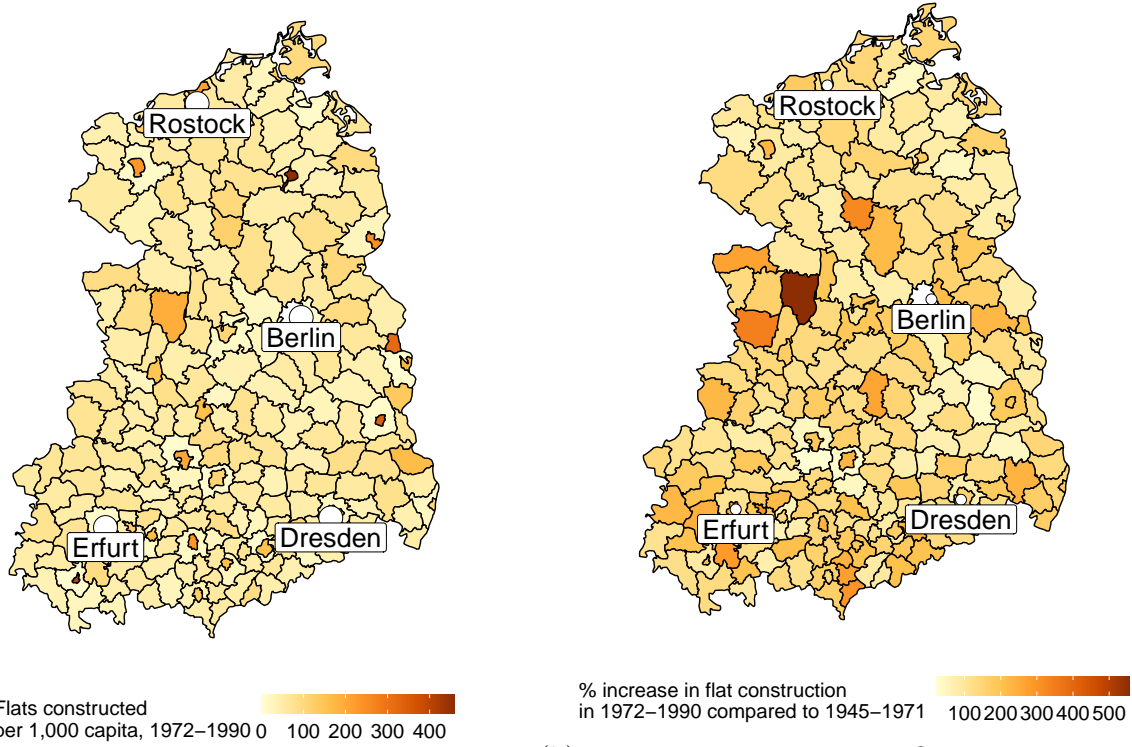 Rostock
Berlin
Erfurt
Dresden
Flats constructed
per 1,000 capita, 1972−1990
0 100 200 300 400
Rostock
Berlin
Erfurt
Dresden
% increase in flat construction
in 1972−1990 compared to 1945−1971
100 200 300 400 500